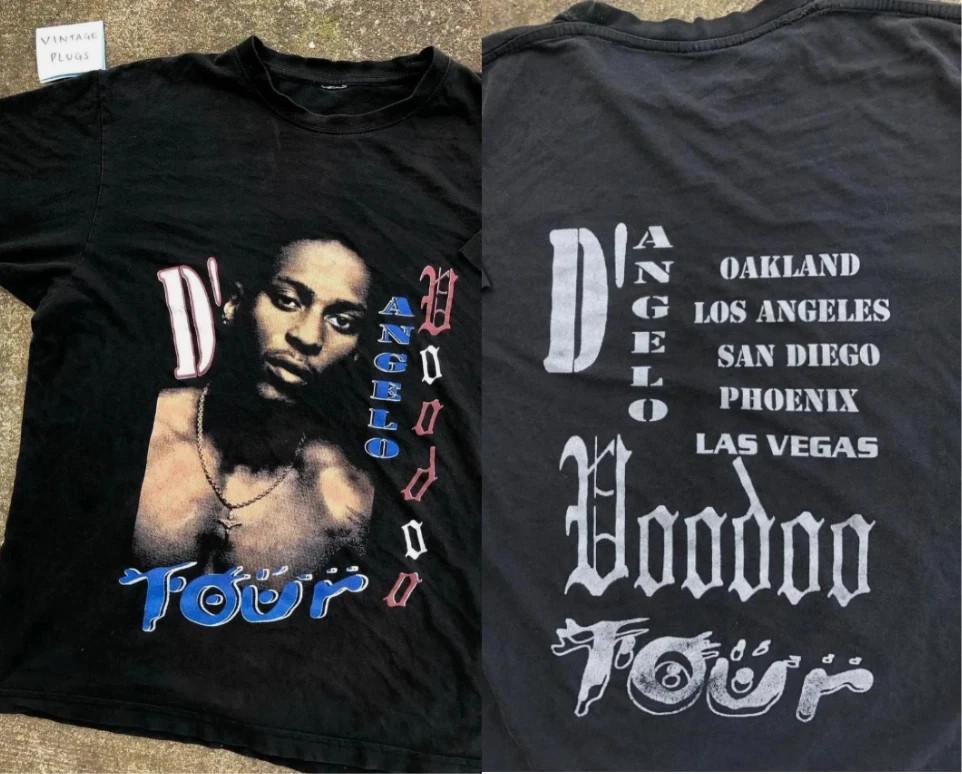 VINTAGE
PLUGS
D'
ANGELO
Voodoo
Tour
D'
ANGELO
OAKLAND
LOS ANGELES
SAN DIEGO
PHOENIX
LAS VEGAS
Voodoo
Tour